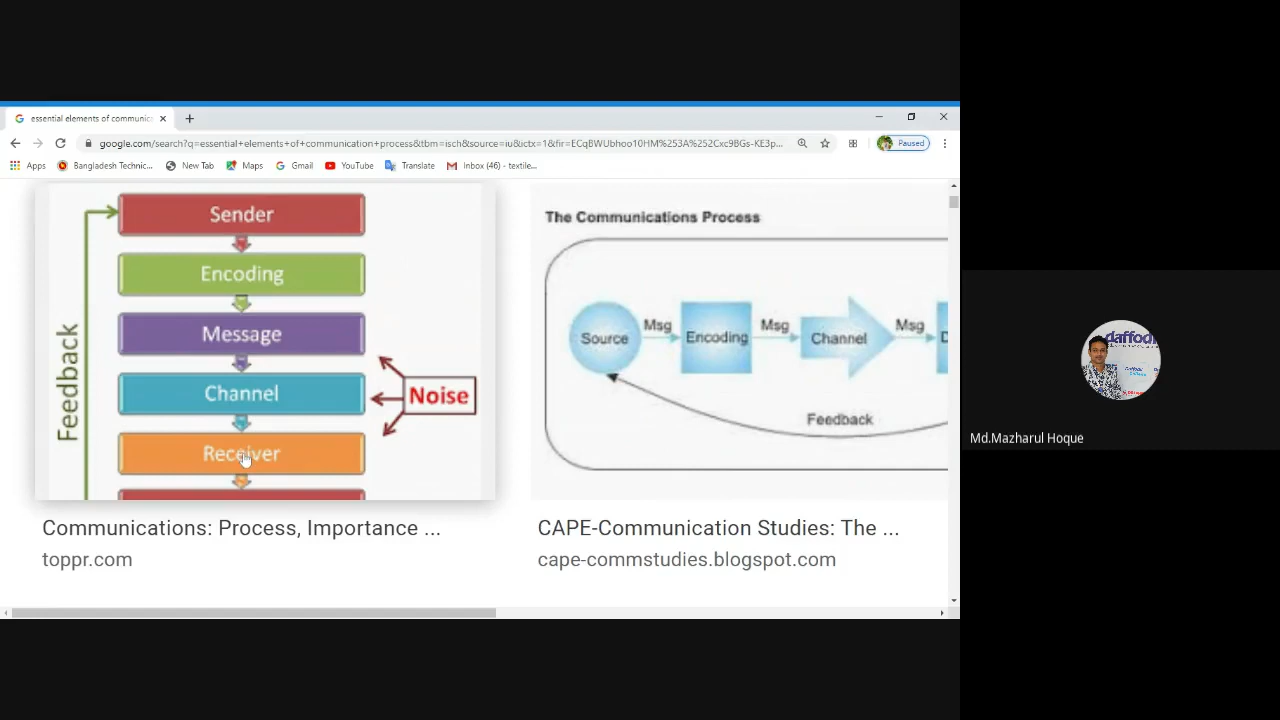 essential elements of communica
google.com/search?q=essential+elements+of+communication+process&tbm=isch&source=iu&ictx=1&fir=ECqBWUbhoo10HM%253A%252Cxc9BGs-KE3p...
Paused
Apps
Bangladesh Technic...
New Tab
Maps
Gmail
YouTube
Translate
Inbox (46) - textile...
Sender
Encoding
Message
Channel
Receiver
Feedback
Noise
Communications: Process, Importance ...
toppr.com
The Communications Process
Source
Msg
Encoding
Msg
Channel
Msg
D
Feedback
CAPE-Communication Studies: The ...
cape-commstudies.blogspot.com
daffodi
Md.Mazharul Hoque